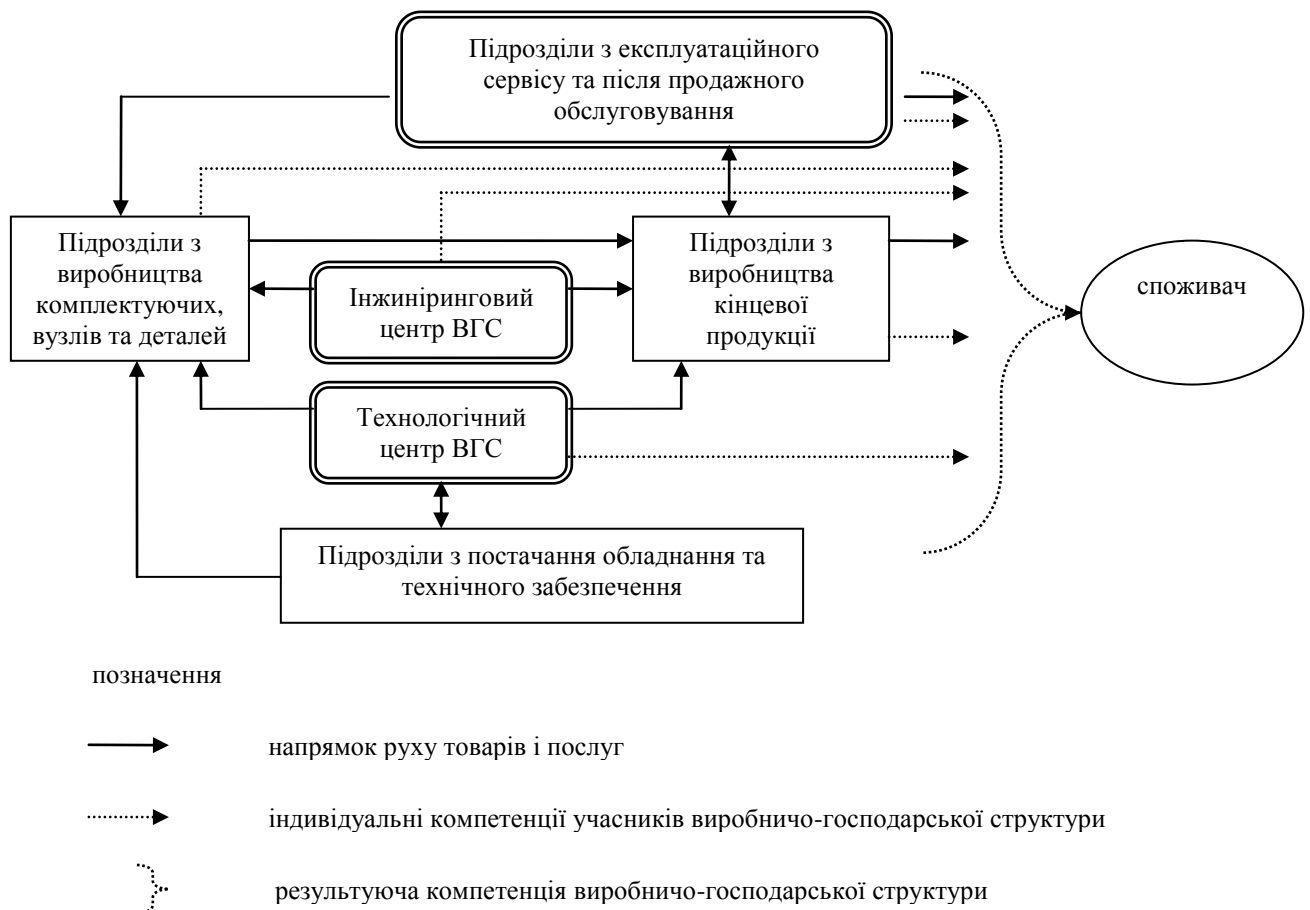 Підрозділи з експлуатаційного
сервісу та після продажного
обслуговування
Підрозділи з
виробництва
комплектуючих,
вузлів та деталей
Інжиніринговий
центр ВГС
Підрозділи з
виробництва
кінцевої
продукції
споживач
Технологічний
центр ВГС
Підрозділи з постачання обладнання та
технічного забезпечення
позначення
напрямок руху товарів і послуг
індивідуальні компетенції учасників виробничо-господарської структури
результуюча компетенція виробничо-господарської структури